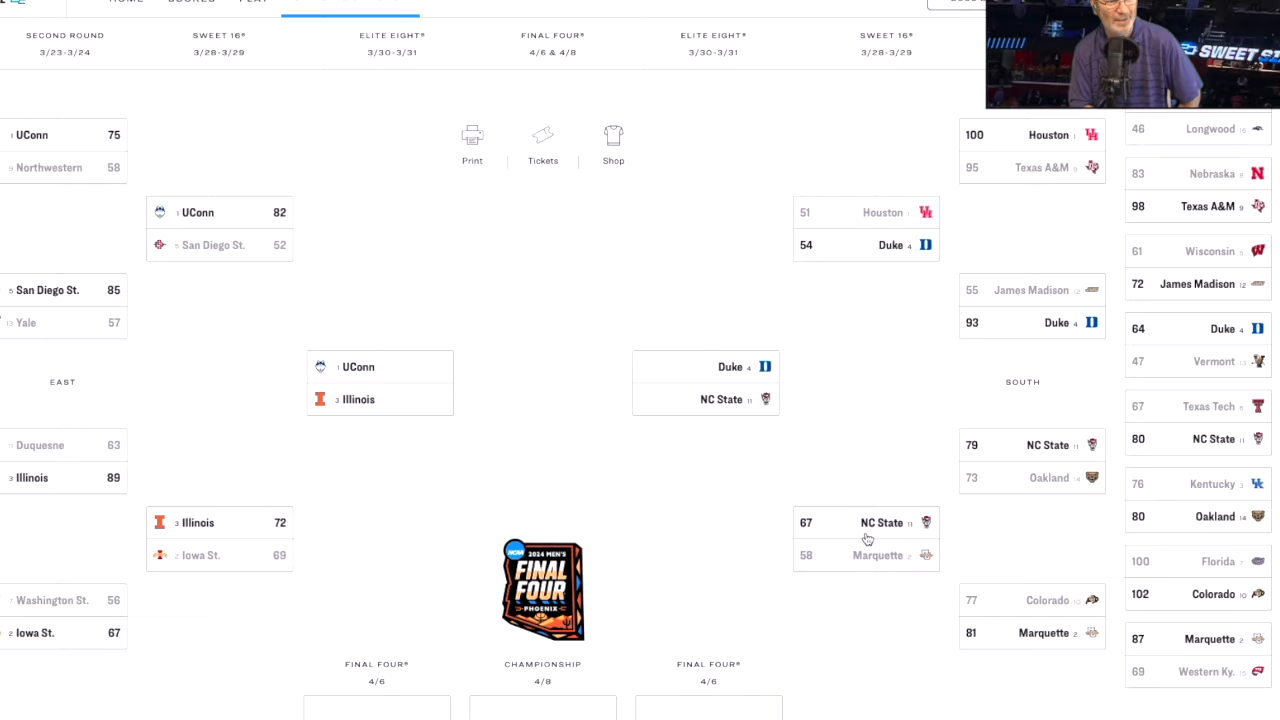 SECOND ROUND
3/23-3/24
SWEET 16®
3/28-3/29
ELITE EIGHT®
3/30-3/31
FINAL FOUR®
4/6 & 4/8
ELITE EIGHT®
3/30-3/31
SWEET 16®
3/28-3/29
SWEET
Print
Tickets
Shop
1 UConn 75
9 Northwestern 58
1 UConn 82
5 San Diego St. 52
5 San Diego St. 85
13 Yale 57
EAST
1 UConn
3 Illinois
11 Duquesne 63
3 Illinois 89
3 Illinois 72
2 Iowa St. 69
7 Washington St. 56
2 Iowa St. 67
NCAA
2024 MEN'S
FINAL
FOUR
PHOENIX
FINAL FOUR®
4/6
CHAMPIONSHIP
4/8
FINAL FOUR®
4/6
Duke 4
NC State 11
51 Houston 1
54 Duke 4
67 NC State 11
58 Marquette 2
100 Houston 1
95 Texas A&M 9
55 James Madison 12
93 Duke 4
SOUTH
79 NC State 11
73 Oakland 14
77 Colorado 10
81 Marquette 2
46 Longwood 16
83 Nebraska 8
98 Texas A&M 9
61 Wisconsin 5
72 James Madison 12
64 Duke 4
47 Vermont 13
67 Texas Tech 6
80 NC State 11
76 Kentucky 3
80 Oakland 14
100 Florida 7
102 Colorado 10
87 Marquette 2
69 Western Ky. 15